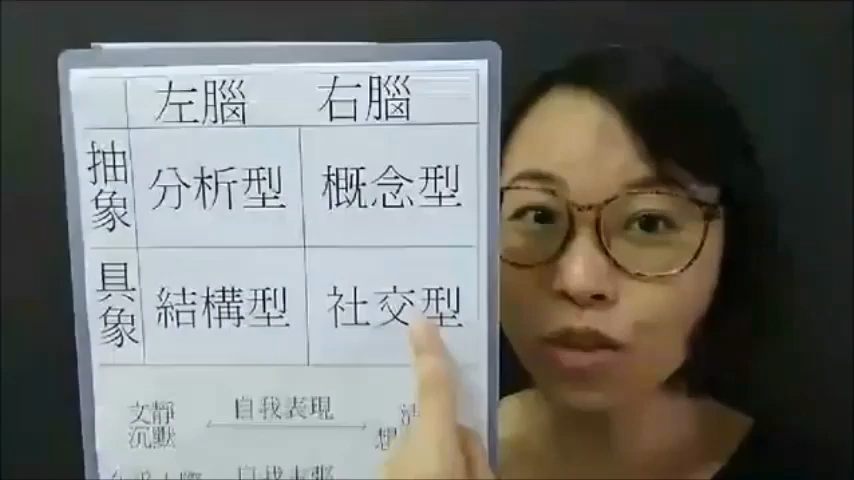 左腦 右腦
抽象 分析型 概念型
具象 結構型 社交型
文靜 自我表現
沉默 想